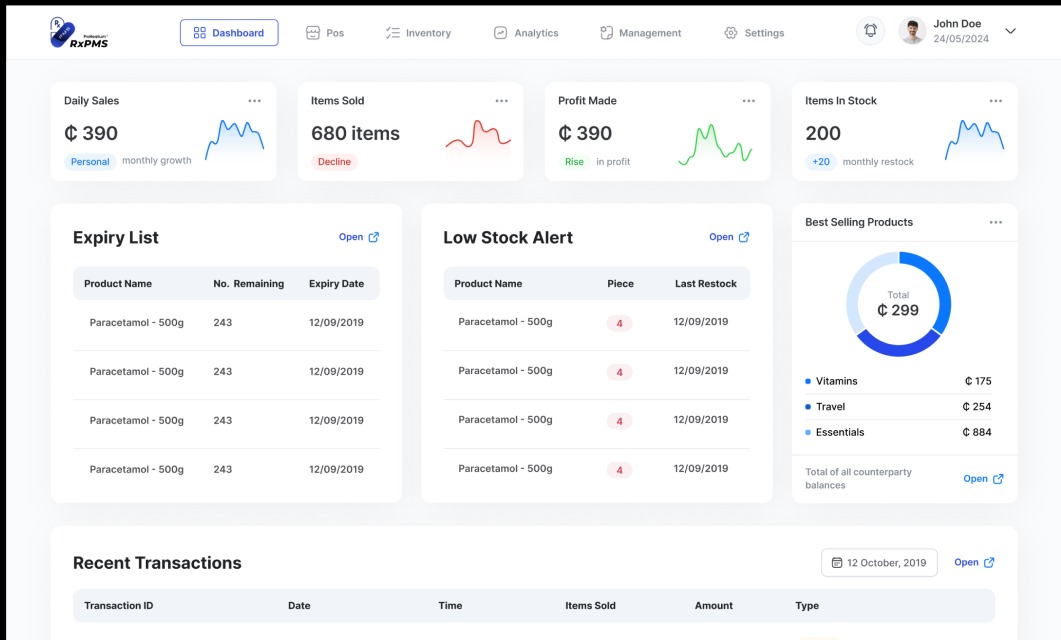 Rx
PMS
ProMentum
RxPMS
Dashboard
Pos
Inventory
Analytics
Management
Settings
John Doe
24/05/2024
Daily Sales
₵ 390
Personal monthly growth
Items Sold
680 items
Decline
Profit Made
₵ 390
Rise in profit
Items In Stock
200
+20 monthly restock
Expiry List
Open
Product Name No. Remaining Expiry Date
Paracetamol - 500g 243 12/09/2019
Paracetamol - 500g 243 12/09/2019
Paracetamol - 500g 243 12/09/2019
Paracetamol - 500g 243 12/09/2019
Low Stock Alert
Open
Product Name Piece Last Restock
Paracetamol - 500g 4 12/09/2019
Paracetamol - 500g 4 12/09/2019
Paracetamol - 500g 4 12/09/2019
Paracetamol - 500g 4 12/09/2019
Best Selling Products
Total
₵ 299
Vitamins ₵ 175
Travel ₵ 254
Essentials ₵ 884
Total of all counterparty
balances
Open
Recent Transactions
12 October, 2019
Open
Transaction ID Date Time Items Sold Amount Type